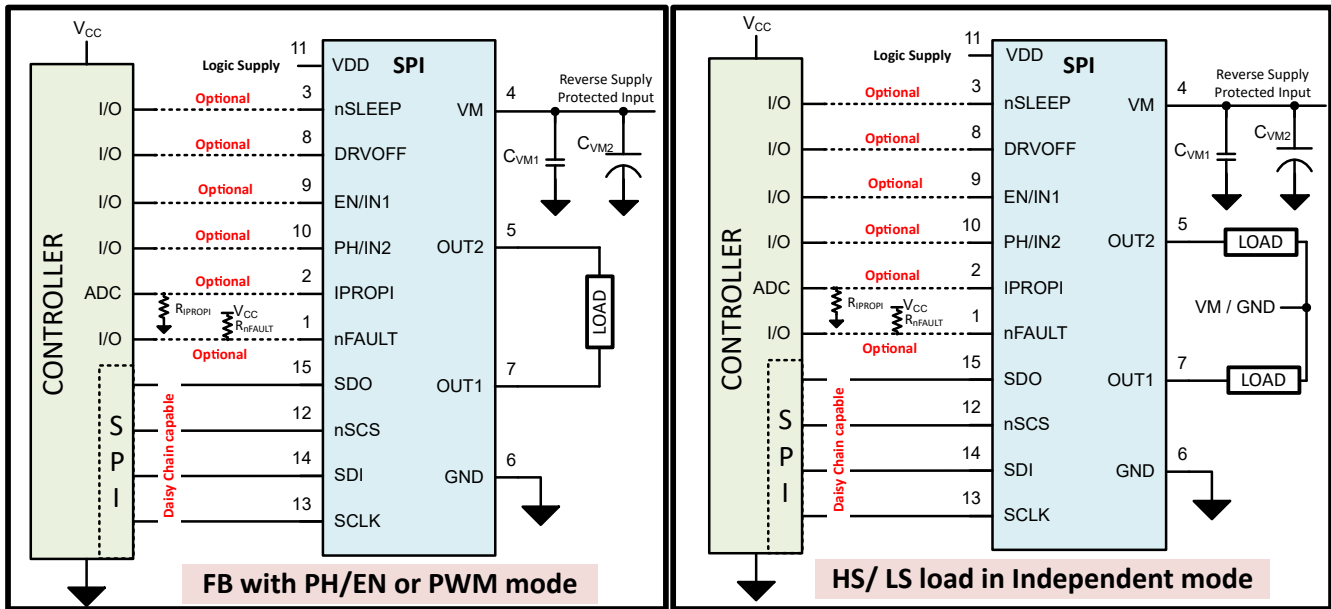 VCC
CONTROLLER
I/O
I/O
I/O
I/O
ADC
I/O
SPI
Optional
Optional
Optional
Optional
Optional
RIPROPI
VCC
RnFAULT
Optional
Daisy Chain capable
Logic Supply
11
3
8
9
10
2
1
15
12
14
13
SPI
VDD
nSLEEP
DRVOFF
EN/IN1
PH/IN2
IPROPI
nFAULT
SDO
nSCS
SDI
SCLK
VM
OUT2
OUT1
GND
4
5
7
6
Reverse Supply
Protected Input
CVM1
CVM2
LOAD
FB with PH/EN or PWM mode
VCC
CONTROLLER
I/O
I/O
I/O
I/O
ADC
I/O
SPI
Optional
Optional
Optional
Optional
Optional
RIPROPI
VCC
RnFAULT
Optional
Daisy Chain capable
Logic Supply
11
3
8
9
10
2
1
15
12
14
13
SPI
VDD
nSLEEP
DRVOFF
EN/IN1
PH/IN2
IPROPI
nFAULT
SDO
nSCS
SDI
SCLK
VM
OUT2
OUT1
GND
4
5
7
6
Reverse Supply
Protected Input
CVM1
CVM2
LOAD
VM / GND
LOAD
HS/ LS load in Independent mode